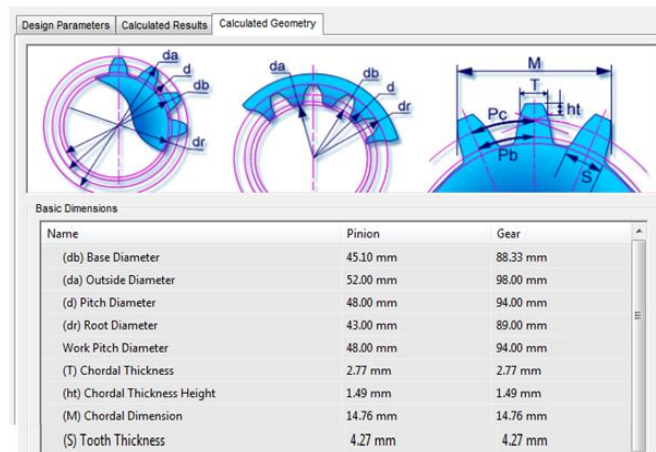 Design Parameters Calculated Results Calculated Geometry
da
d
db
dr
da
db
d
dr
M
T
ht
Pc
Pb
S
Basic Dimensions
Name Pinion Gear
(db) Base Diameter 45.10 mm 88.33 mm
(da) Outside Diameter 52.00 mm 98.00 mm
(d) Pitch Diameter 48.00 mm 94.00 mm
(dr) Root Diameter 43.00 mm 89.00 mm
Work Pitch Diameter 48.00 mm 94.00 mm
(T) Chordal Thickness 2.77 mm 2.77 mm
(ht) Chordal Thickness Height 1.49 mm 1.49 mm
(M) Chordal Dimension 14.76 mm 14.76 mm
(S) Tooth Thickness 4.27 mm 4.27 mm